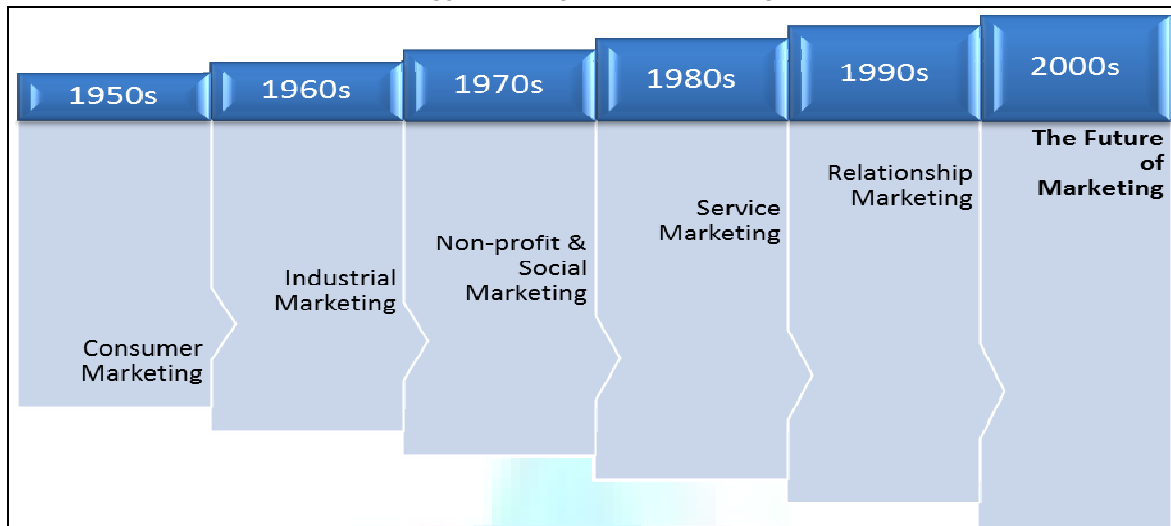 1950s
Consumer
Marketing
1960s
Industrial
Marketing
1970s
Non-profit &
Social
Marketing
1980s
Service
Marketing
1990s
Relationship
Marketing
2000s
The Future
of
Marketing